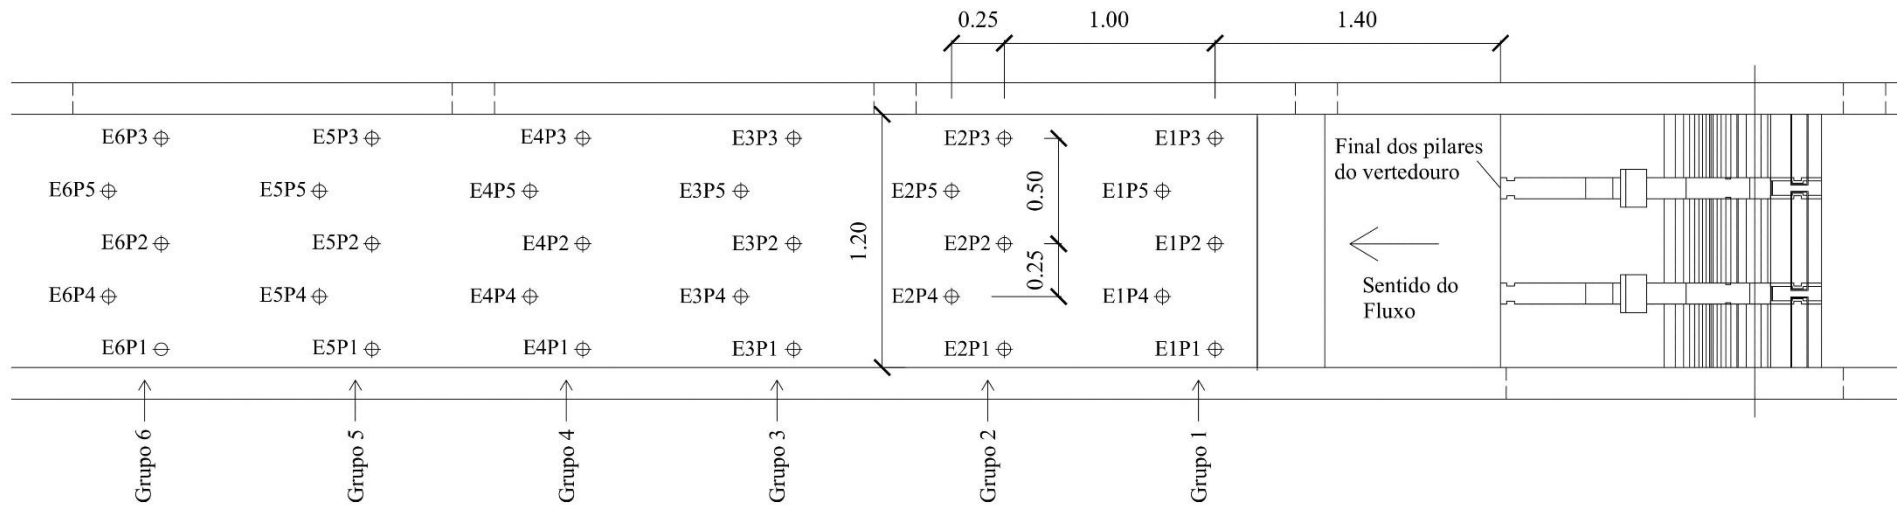 0.25 1.00 1.40
E6P3 E5P3 E4P3 E3P3 E2P3 E1P3
Final dos pilares
do vertedouro
E6P5 E5P5 E4P5 E3P5 E2P5 0.50 E1P5
1.20
E6P2 E5P2 E4P2 E3P2 E2P2 E1P2
0.25
Sentido do
Fluxo
E6P4 E5P4 E4P4 E3P4 E2P4 E1P4
E6P1 E5P1 E4P1 E3P1 E2P1 E1P1
Grupo 6
Grupo 5
Grupo 4
Grupo 3
Grupo 2
Grupo 1